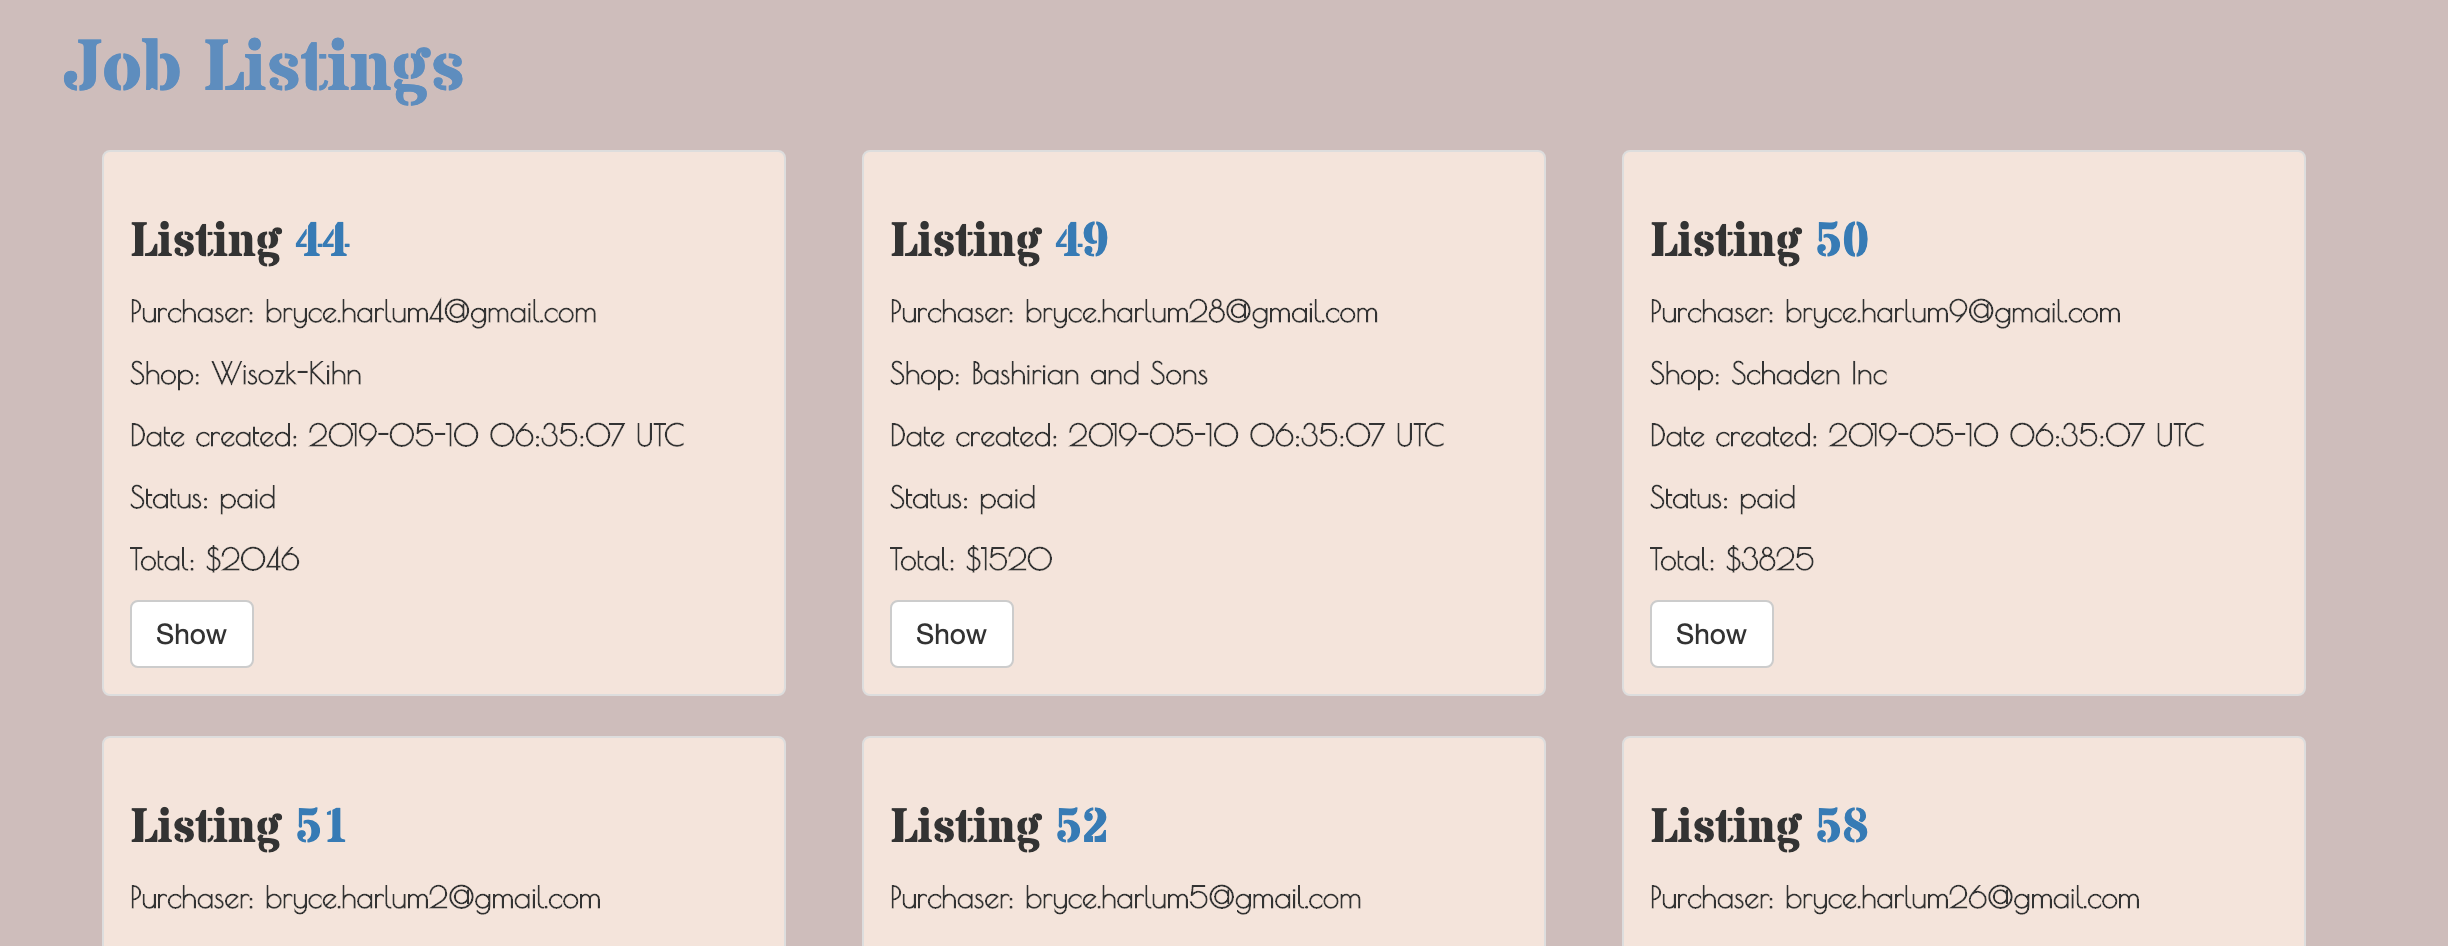 Job Listings
Listing 44
Purchaser: bryce.harlum4@gmail.com
Shop: Wisozk-Kihn
Date created: 2019-05-10 06:35:07 UTC
Status: paid
Total: $2046
Show
Listing 49
Purchaser: bryce.harlum28@gmail.com
Shop: Bashirian and Sons
Date created: 2019-05-10 06:35:07 UTC
Status: paid
Total: $1520
Show
Listing 50
Purchaser: bryce.harlum9@gmail.com
Shop: Schaden Inc
Date created: 2019-05-10 06:35:07 UTC
Status: paid
Total: $3825
Show
Listing 51
Purchaser: bryce.harlum2@gmail.com
Listing 52
Purchaser: bryce.harlum5@gmail.com
Listing 58
Purchaser: bryce.harlum26@gmail.com